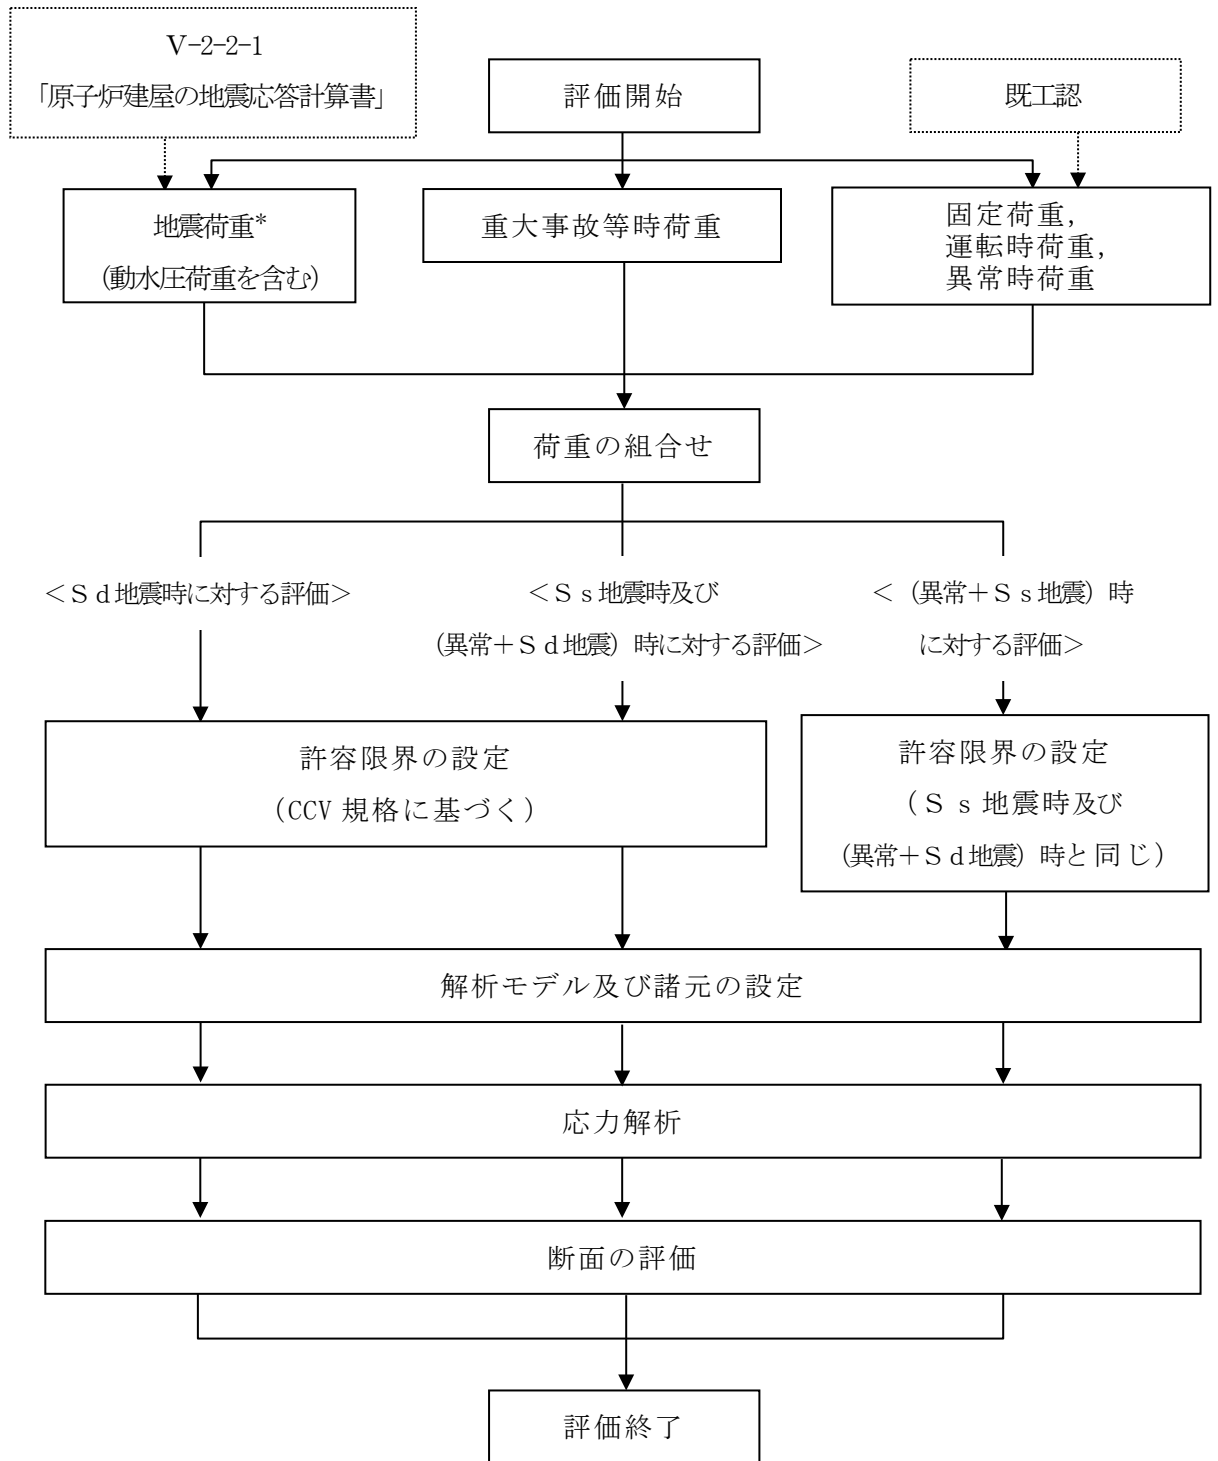 Ⅴ-2-2-1
「原子炉建屋の地震応答計算書」
評価開始
既工認
地震荷重*
(動水圧荷重を含む)
重大事故等時荷重
固定荷重,
運転時荷重,
異常時荷重
荷重の組合せ
＜Ｓｄ地震時に対する評価＞
＜Ｓｓ地震時及び
(異常＋Ｓｄ地震) 時に対する評価＞
＜ (異常＋Ｓｓ地震) 時
に対する評価＞
許容限界の設定
（CCV 規格に基づく）
許容限界の設定
（Ｓｓ地震時及び
(異常＋Ｓｄ地震) 時と同じ）
解析モデル及び諸元の設定
応力解析
断面の評価
評価終了